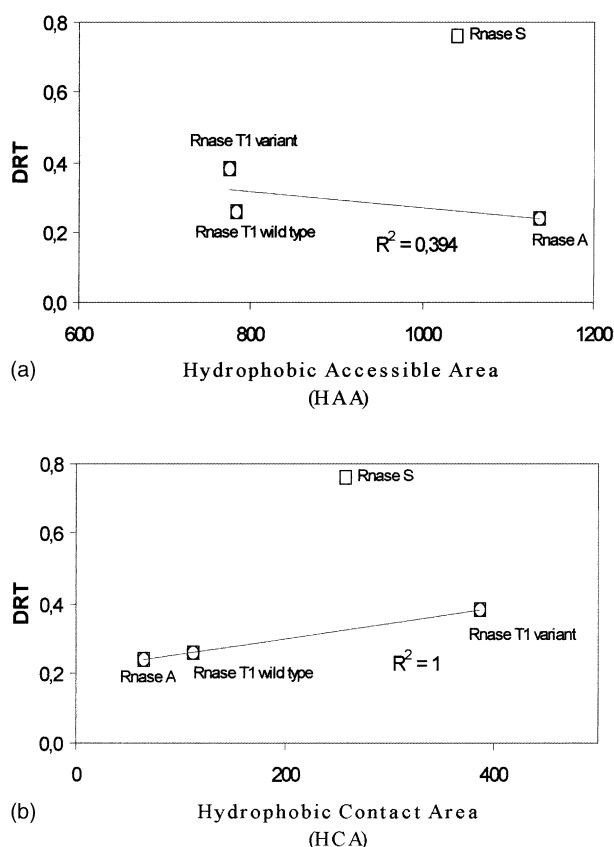 0,8
Rnase S
0,6
DRT
Rnase T1 variant
0,4
Rnase T1 wild type
0,2
R² = 0,394
Rnase A
0,0
600 800 1000 1200
(a) Hydrophobic Accessible Area
(HAA)
0,8
Rnase S
0,6
DRT
0,4
Rnase T1 variant
0,2
Rnase A Rnase T1 wild type
R² = 1
0,0
0 200 400
(b) Hydrophobic Contact Area
(HCA)